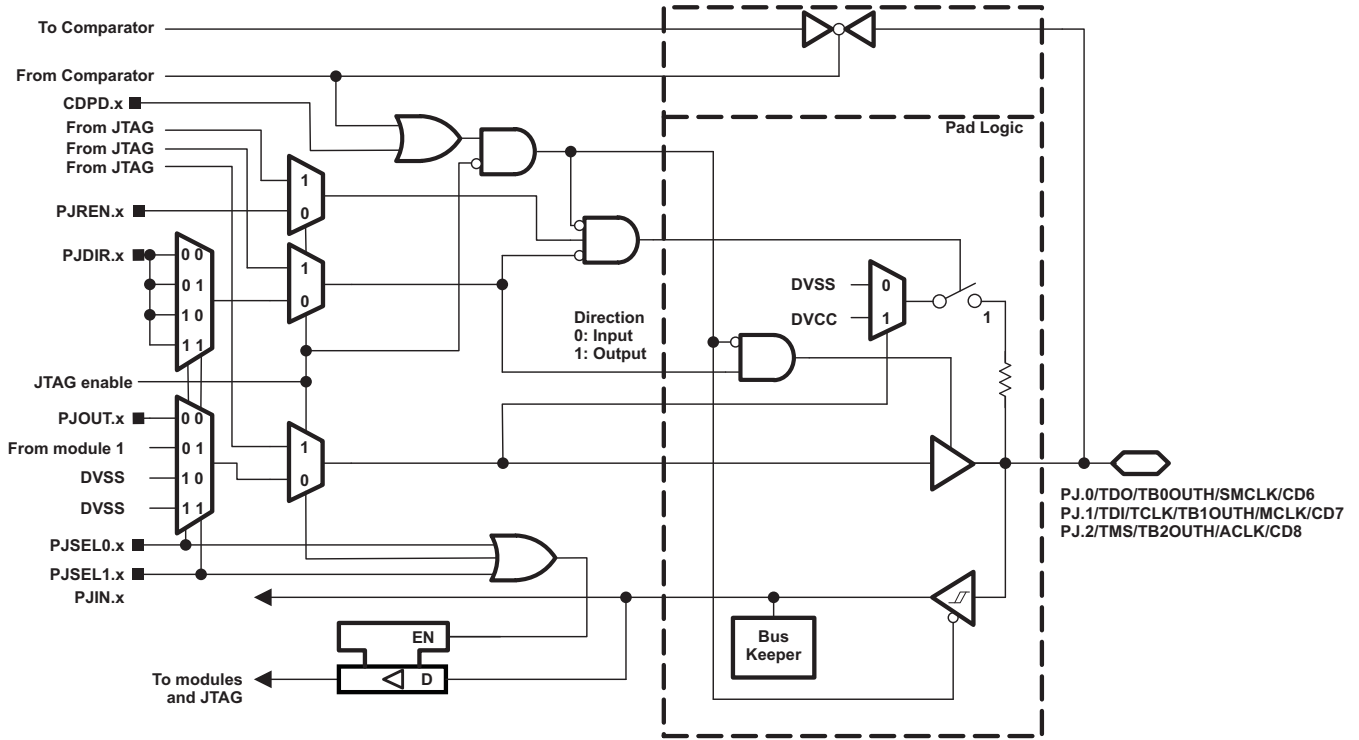 To Comparator
From Comparator
CDPD.x
From JTAG
From JTAG
From JTAG
Pad Logic
1
0
PJREN.x
PJDIR.x
0 0
0 1
1 0
1 1
1
0
DVSS
DVCC
0
1
1
Direction
0: Input
1: Output
JTAG enable
PJOUT.x
From module 1
DVSS
DVSS
0 0
0 1
1 0
1 1
1
0
PJ.0/TDO/TB0OUTH/SMCLK/CD6
PJ.1/TDI/TCLK/TB1OUTH/MCLK/CD7
PJ.2/TMS/TB2OUTH/ACLK/CD8
PJSEL0.x
PJSEL1.x
PJIN.x
EN
D
Bus
Keeper
To modules
and JTAG